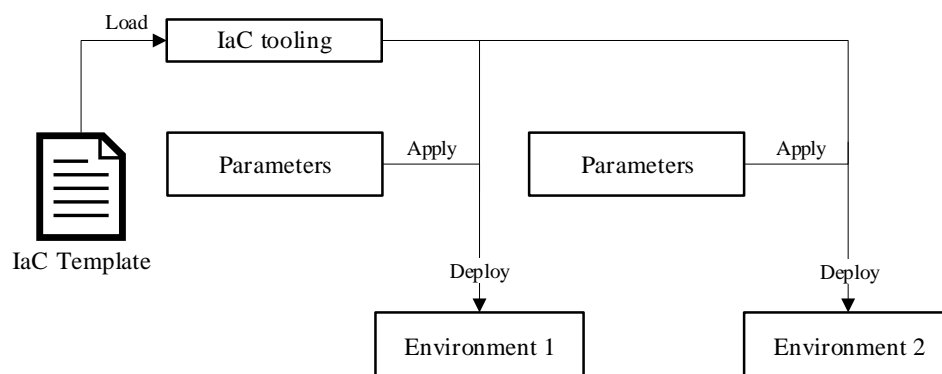 Load
IaC tooling
Parameters
Apply
Parameters
Apply
IaC Template
Deploy
Deploy
Environment 1
Environment 2